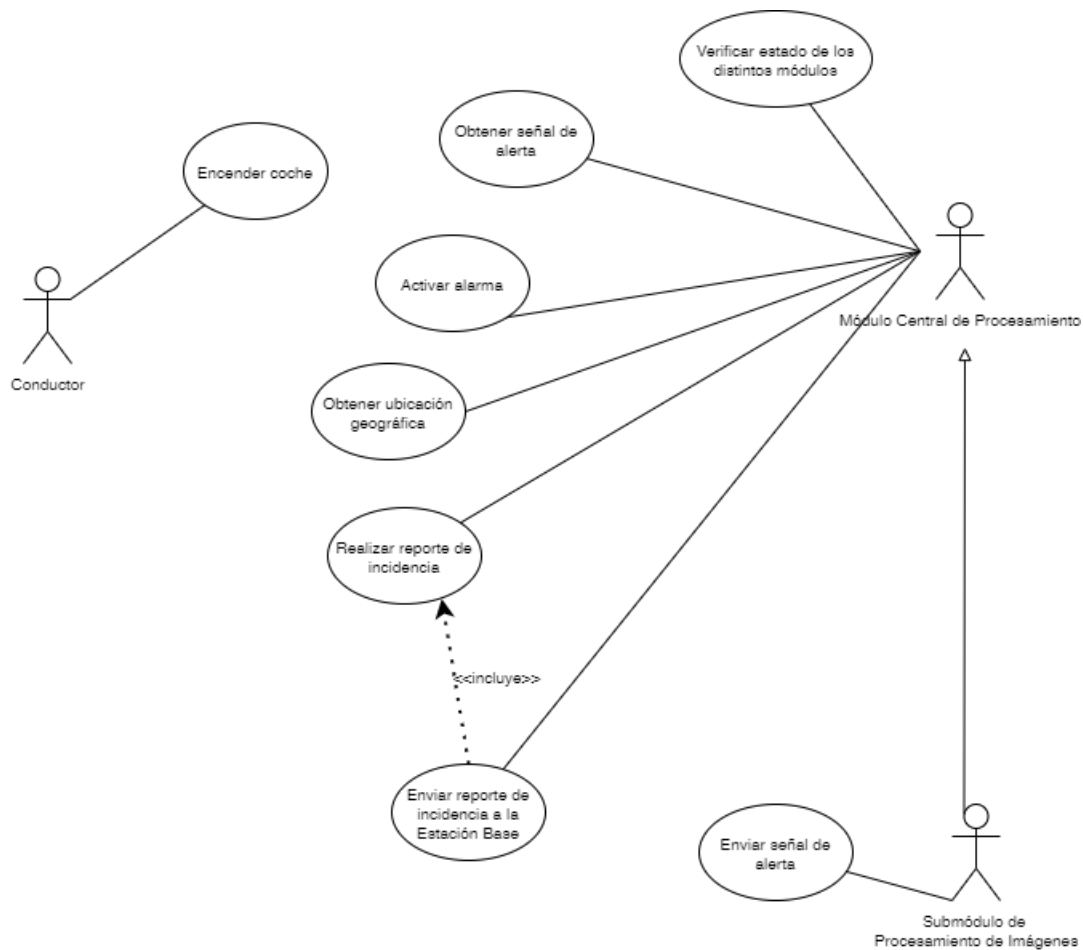 Verificar estado de los
distintos módulos
Obtener señal de
alerta
Encender coche
Activar alarma
Módulo Central de Procesamiento
Conductor
Obtener ubicación
geográfica
Realizar reporte de
incidencia
<<incluye>>
Enviar reporte de
incidencia a la
Estación Base
Enviar señal de
alerta
Submódulo de
Procesamiento de Imágenes